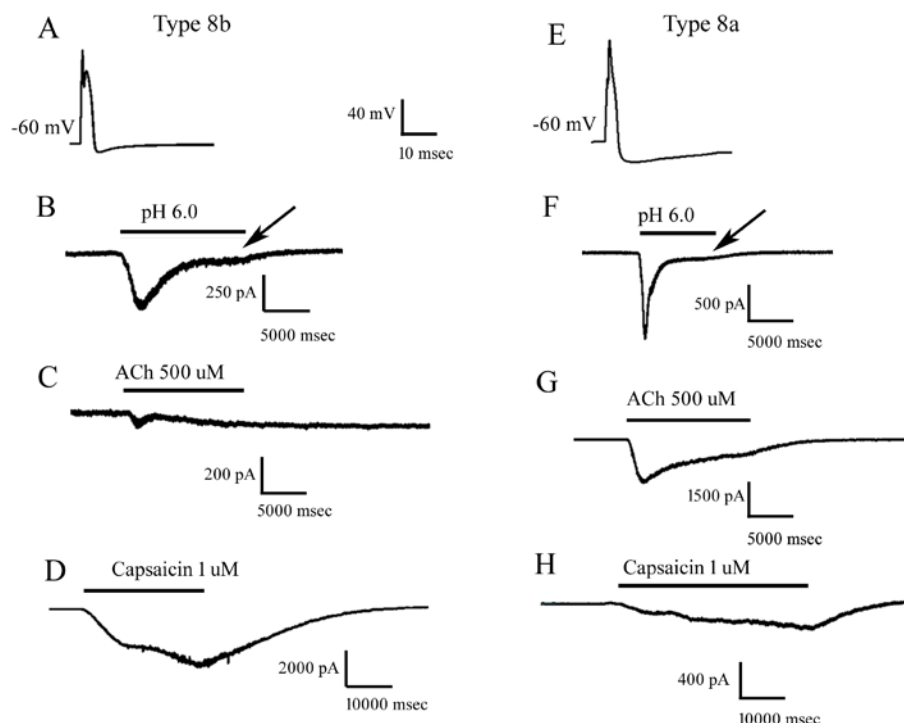 A
Type 8b
-60 mV
40 mV
10 msec
B
pH 6.0
250 pA
5000 msec
C
ACh 500 uM
200 pA
5000 msec
D
Capsaicin 1 uM
2000 pA
10000 msec
E
Type 8a
-60 mV
F
pH 6.0
500 pA
5000 msec
G
ACh 500 uM
1500 pA
5000 msec
H
Capsaicin 1 uM
400 pA
10000 msec